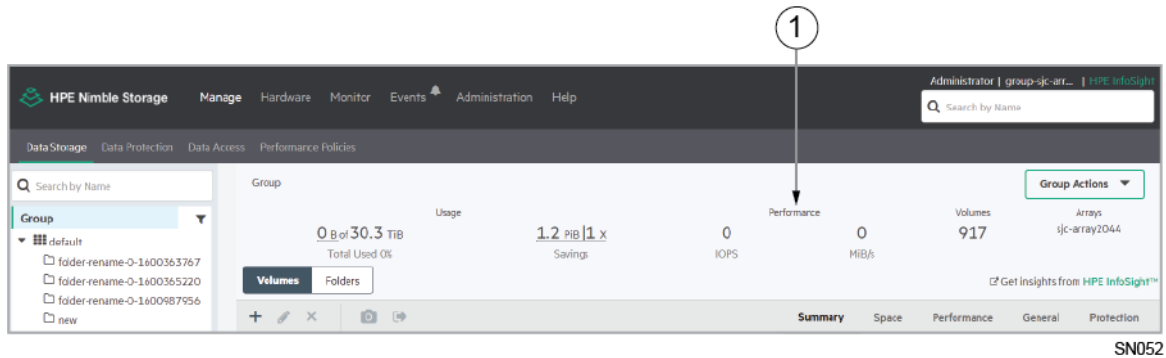 1
Administrator | group-sjc-arr... | HPE InfoSight
HPE Nimble Storage Manage Hardware Monitor Events Administration Help
Search by Name
Data Storage Data Protection Data Access Performance Policies
Search by Name
Group
Group Actions
Group
Usage Performance Volumes Arrays
0 B of 30.3 TiB 1.2 PiB|1 X 0 0 917 sjc-array2044
Total Used 0% Savings IOPS MiB/s
default
folder-rename-0-1600363767
folder-rename-0-1600365220
folder-rename-0-1600987956
new
Volumes Folders
Get insights from HPE InfoSight™
Summary Space Performance General Protection
SN052